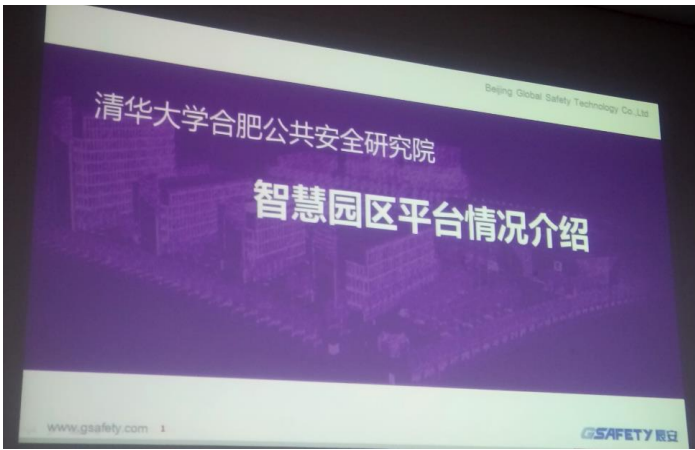 Beijing Global Safety Technology Co.,Ltd
清华大学合肥公共安全研究院
智慧园区平台情况介绍
www.gsafety.com 1
GSAFETY 辰安